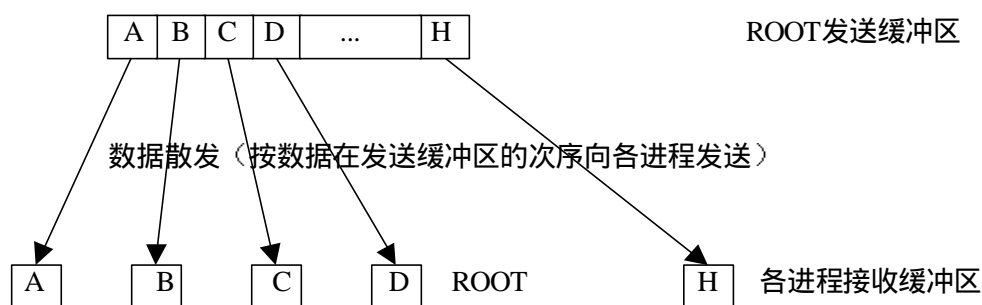 A B C D ... H ROOT发送缓冲区
数据散发（按数据在发送缓冲区的次序向各进程发送）
A B C D ROOT H 各进程接收缓冲区